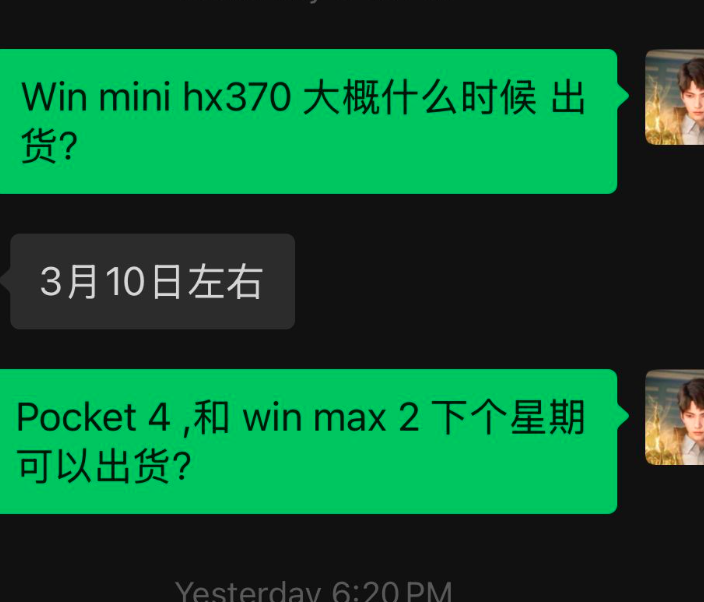 Win mini hx370 大概什么时候 出
货?
3月10日左右
Pocket 4 ,和 win max 2 下个星期
可以出货?
Yesterday 6:20 PM